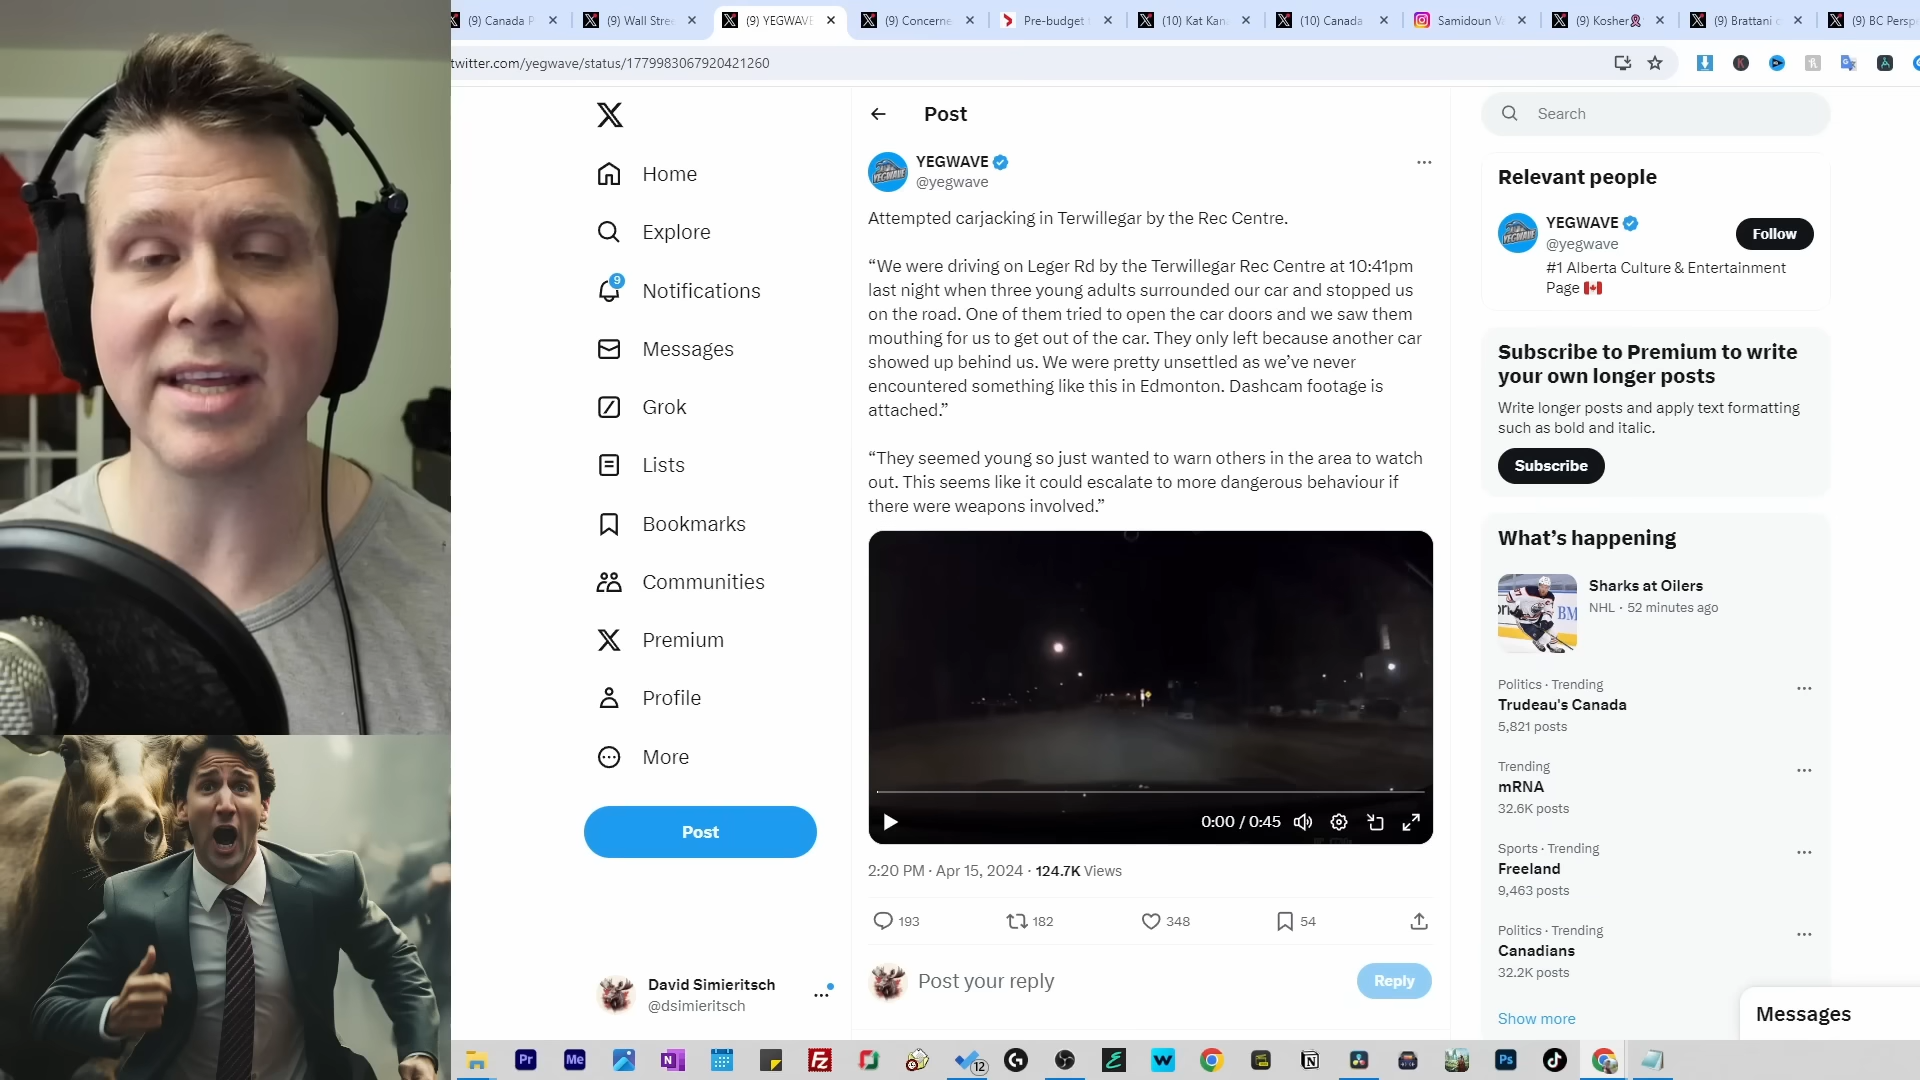 (9) Canada P
(9) Wall Stree
(9) YEGWAVE
(9) Concerne
Pre-budget
(10) Kat Kan
(10) Canada
Samidoun V
(9) Kosher
(9) Brattani
(9) BC Persp
twitter.com/yegwave/status/1779983067920421260
Home
Explore
9
Notifications
Messages
Grok
Lists
Bookmarks
Communities
Premium
Profile
More
Post
David Simieritsch
@dsimieritsch
Post
YEGWAVE
@yegwave
Attempted carjacking in Terwillegar by the Rec Centre.
“We were driving on Leger Rd by the Terwillegar Rec Centre at 10:41pm
last night when three young adults surrounded our car and stopped us
on the road. One of them tried to open the car doors and we saw them
mouthing for us to get out of the car. They only left because another car
showed up behind us. We were pretty unsettled as we’ve never
encountered something like this in Edmonton. Dashcam footage is
attached.”
“They seemed young so just wanted to warn others in the area to watch
out. This seems like it could escalate to more dangerous behaviour if
there were weapons involved.”
0:00 / 0:45
2:20 PM · Apr 15, 2024 · 124.7K Views
193 182 348 54
Post your reply
Reply
Search
Relevant people
YEGWAVE
@yegwave
Follow
#1 Alberta Culture & Entertainment
Page
Subscribe to Premium to write
your own longer posts
Write longer posts and apply text formatting
such as bold and italic.
Subscribe
What’s happening
Sharks at Oilers
NHL · 52 minutes ago
Politics · Trending
Trudeau's Canada
5,821 posts
Trending
mRNA
32.6K posts
Sports · Trending
Freeland
9,463 posts
Politics · Trending
Canadians
32.2K posts
Show more
Messages
Pr
Me
N
Fz
12
W
Ps